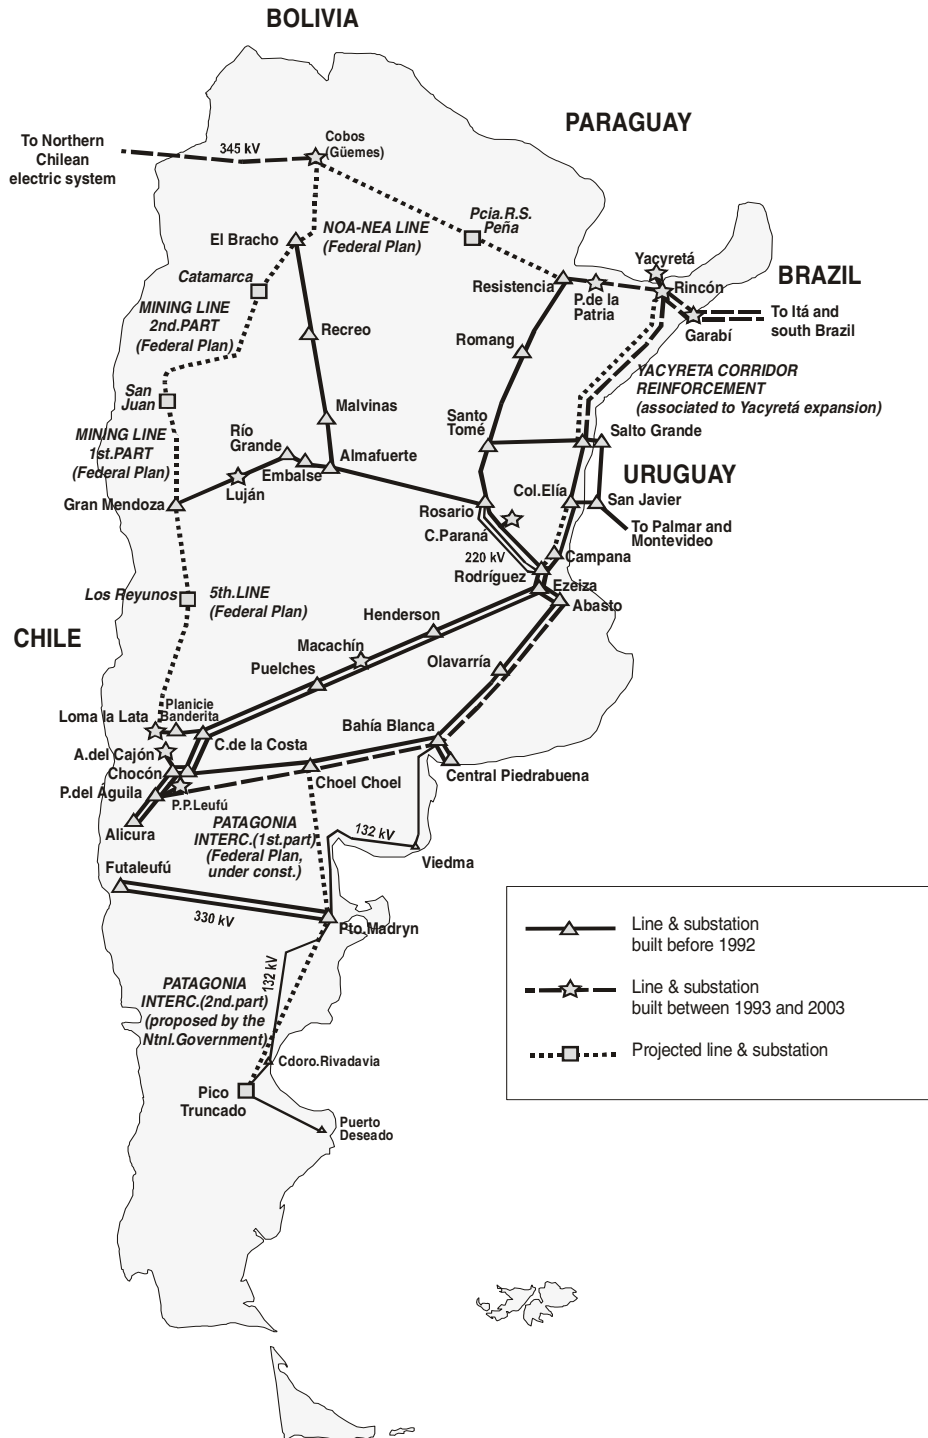 BOLIVIA
PARAGUAY
To Northern
Chilean
electric system
345 kV
Cobos
(Güemes)
Pcia.R.S.
Peña
El Bracho
NOA-NEA LINE
(Federal Plan)
Yacyretá
BRAZIL
Catamarca
Resistencia
P.de la
Patria
Rincón
MINING LINE
2nd.PART
(Federal Plan)
Recreo
Romang
Garabí
To Itá and
south Brazil
YACYRETA CORRIDOR
REINFORCEMENT
(associated to Yacyretá expansion)
San
Juan
Malvinas
Santo
Tomé
Salto Grande
MINING LINE
1st.PART
(Federal Plan)
Río
Grande
Embalse
Almafuerte
URUGUAY
Luján
Gran Mendoza
Rosario
Col.Elía
San Javier
C.Paraná
To Palmar and
Montevideo
220 kV
Campana
Rodríguez
Ezeiza
Abasto
Los Reyunos
5th.LINE
(Federal Plan)
Henderson
CHILE
Macachín
Puelches
Olavarría
Loma la Lata
Planicie
Banderita
Bahía Blanca
C.de la Costa
A.del Cajón
Chocón
Central Piedrabuena
Choel Choel
P.del Águila
P.P.Leufú
Alicura
PATAGONIA
INTERC.(1st.part)
(Federal Plan,
under const.)
132 kV
Viedma
Futaleufú
330 kV
Pto.Madryn
Line & substation
built before 1992
132 kV
PATAGONIA
INTERC.(2nd.part)
(proposed by the
Ntnl.Government)
Line & substation
built between 1993 and 2003
Projected line & substation
Cdoro.Rivadavia
Pico
Truncado
Puerto
Deseado